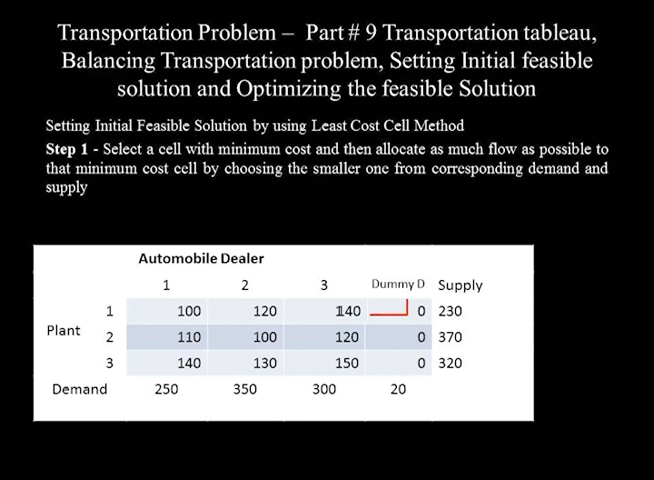 Transportation Problem – Part # 9 Transportation tableau,
Balancing Transportation problem, Setting Initial feasible
solution and Optimizing the feasible Solution
Setting Initial Feasible Solution by using Least Cost Cell Method
Step 1 - Select a cell with minimum cost and then allocate as much flow as possible to
that minimum cost cell by choosing the smaller one from corresponding demand and
supply
Automobile Dealer
1 2 3 Dummy D Supply
1 100 120 140 0 230
Plant
2 110 100 120 0 370
3 140 130 150 0 320
Demand 250 350 300 20